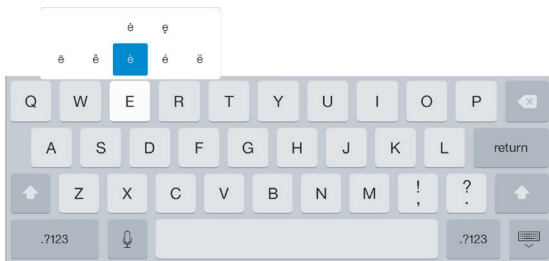 ė ę
ē ê è é ë
Q W E R T Y U I O P
A S D F G H J K L return
Z X C V B N M ! , ? .
.?123 .?123